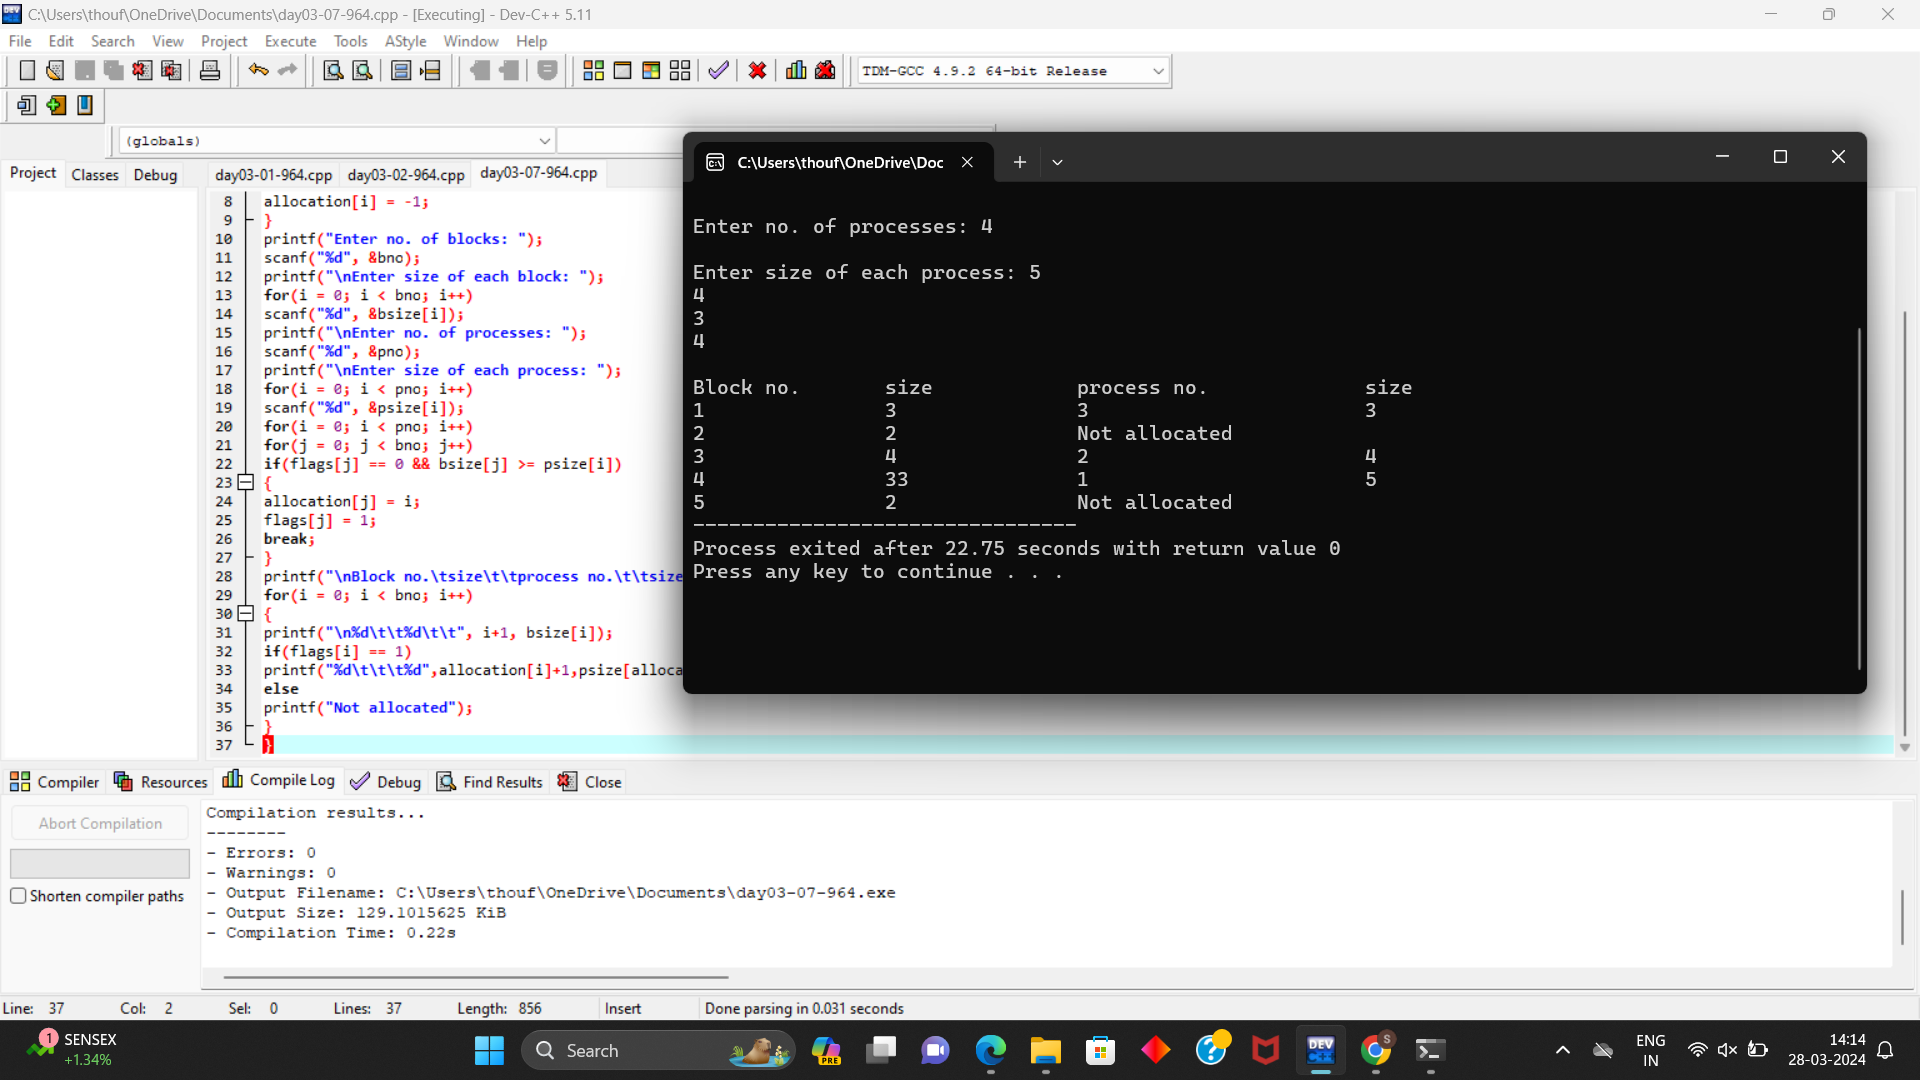 C:\Users\thouf\OneDrive\Documents\day03-07-964.cpp - [Executing] - Dev-C++ 5.11
File Edit Search View Project Execute Tools AStyle Window Help
TDM-GCC 4.9.2 64-bit Release
(globals)
Project Classes Debug
day03-01-964.cpp day03-02-964.cpp day03-07-964.cpp
8 allocation[i] = -1;
9 }
10 printf("Enter no. of blocks: ");
11 scanf("%d", &bno);
12 printf("\nEnter size of each block: ");
13 for(i = 0; i < bno; i++)
14 scanf("%d", &bsize[i]);
15 printf("\nEnter no. of processes: ");
16 scanf("%d", &pno);
17 printf("\nEnter size of each process: ");
18 for(i = 0; i < pno; i++)
19 scanf("%d", &psize[i]);
20 for(i = 0; i < pno; i++)
21 for(j = 0; j < bno; j++)
22 if(flags[j] == 0 && bsize[j] >= psize[i])
23 {
24 allocation[j] = i;
25 flags[j] = 1;
26 break;
27 }
28 printf("\nBlock no.\tsize\t\tprocess no.\t\tsize
29 for(i = 0; i < bno; i++)
30 {
31 printf("\n%d\t\t%d\t\t", i+1, bsize[i]);
32 if(flags[i] == 1)
33 printf("%d\t\t\t%d",allocation[i]+1,psize[alloca
34 else
35 printf("Not allocated");
36 }
37 }
C:\Users\thouf\OneDrive\Doc
Enter no. of processes: 4
Enter size of each process: 5
4
3
4
Block no. size process no. size
1 3 3 3
2 2 Not allocated
3 4 2 4
4 33 1 5
5 2 Not allocated
--------------------------------
Process exited after 22.75 seconds with return value 0
Press any key to continue . . .
Compiler Resources Compile Log Debug Find Results Close
Abort Compilation
Shorten compiler paths
Compilation results...
--------
- Errors: 0
- Warnings: 0
- Output Filename: C:\Users\thouf\OneDrive\Documents\day03-07-964.exe
- Output Size: 129.1015625 KiB
- Compilation Time: 0.22s
Line: 37 Col: 2 Sel: 0 Lines: 37 Length: 856 Insert Done parsing in 0.031 seconds
1 SENSEX
+1.34%
Search
PRE
DEV
C++
S
ENG
IN
14:14
28-03-2024